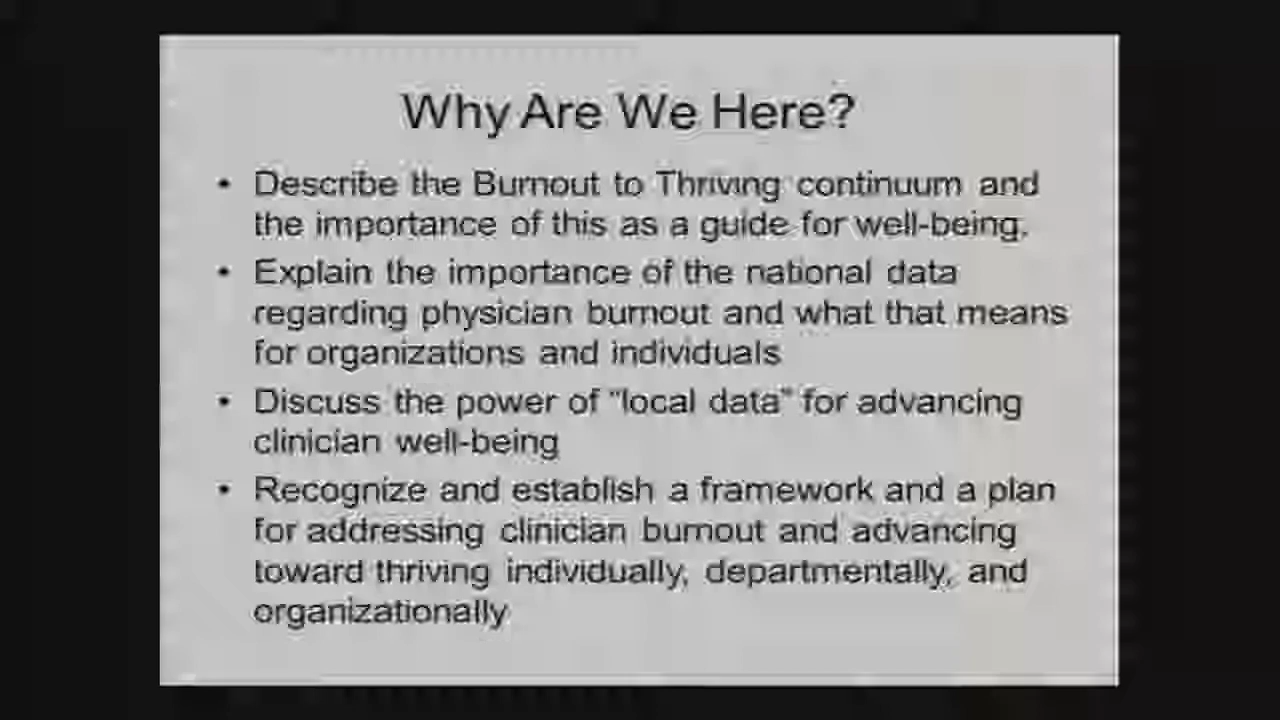 Why Are We Here?
• Describe the Burnout to Thriving continuum and
the importance of this as a guide for well-being.
• Explain the importance of the national data
regarding physician burnout and what that means
for organizations and individuals
• Discuss the power of "local data" for advancing
clinician well-being
• Recognize and establish a framework and a plan
for addressing clinician burnout and advancing
toward thriving individually, departmentally, and
organizationally